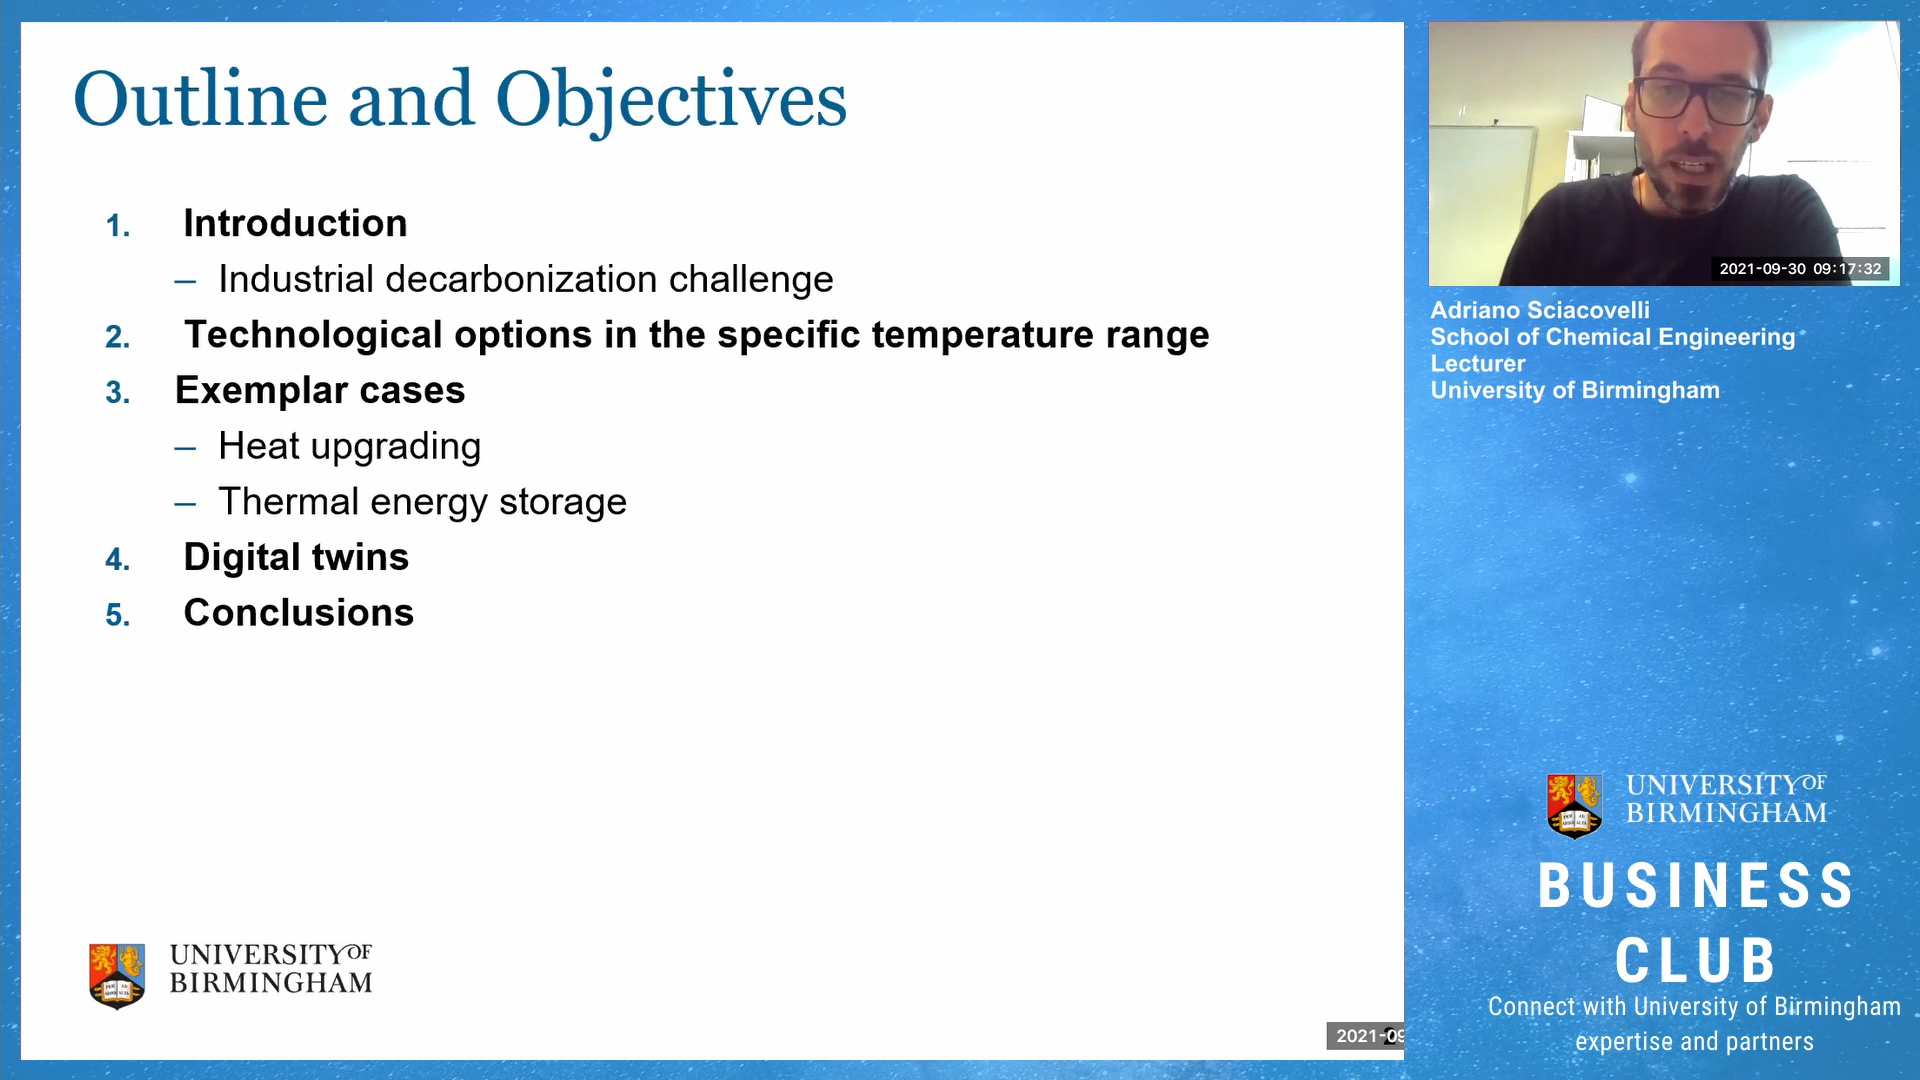 Outline and Objectives
1. Introduction
– Industrial decarbonization challenge
2. Technological options in the specific temperature range
3. Exemplar cases
– Heat upgrading
– Thermal energy storage
4. Digital twins
5. Conclusions
UNIVERSITY OF
BIRMINGHAM
2021-09
2021-09-30 09:17:32
Adriano Sciacovelli
School of Chemical Engineering
Lecturer
University of Birmingham
UNIVERSITY OF
BIRMINGHAM
BUSINESS
CLUB
Connect with University of Birmingham
expertise and partners